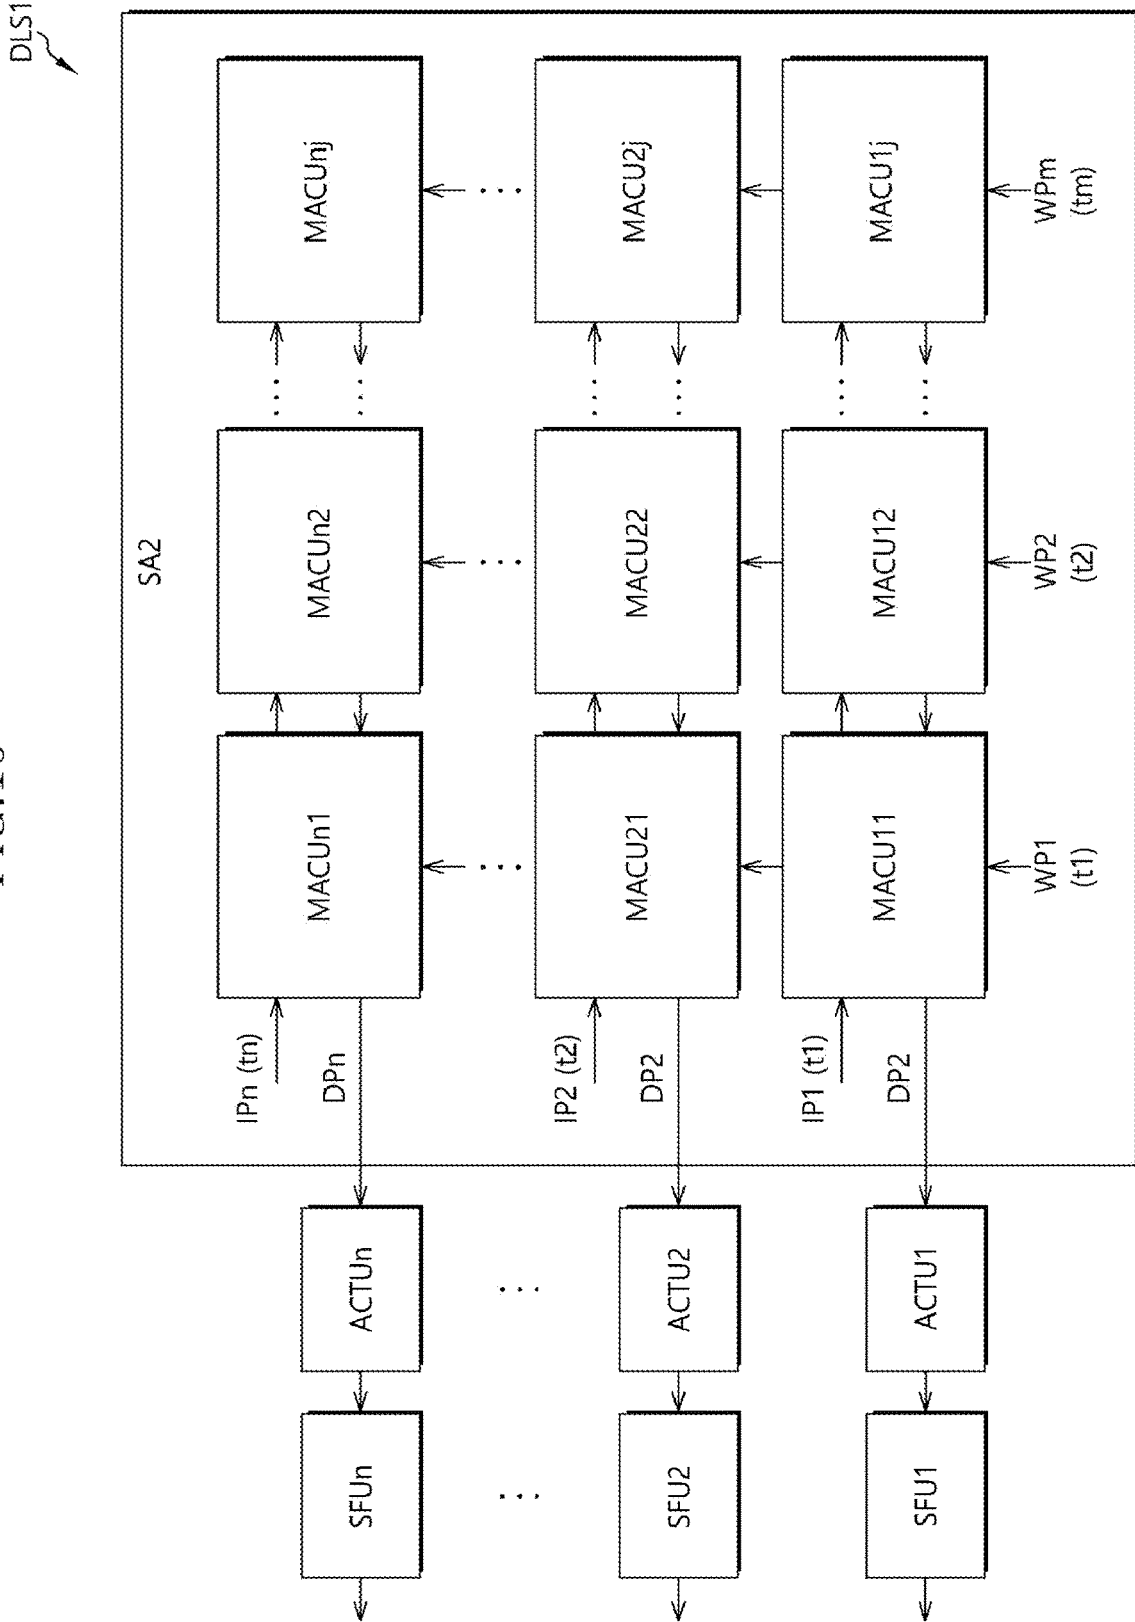 DLS1
SA2
IPn (tn)
MACUn1
MACUn2
MACUnj
DPn
SFUn
ACTUn
. . .
. . .
. . .
. . .
. . .
. . .
. . .
IP2 (t2)
MACU21
MACU22
MACU2j
DP2
SFU2
ACTU2
. . .
. . .
IP1 (t1)
MACU11
MACU12
MACU1j
DP2
SFU1
ACTU1
. . .
. . .
WP1
(t1)
WP2
(t2)
WPm
(tm)